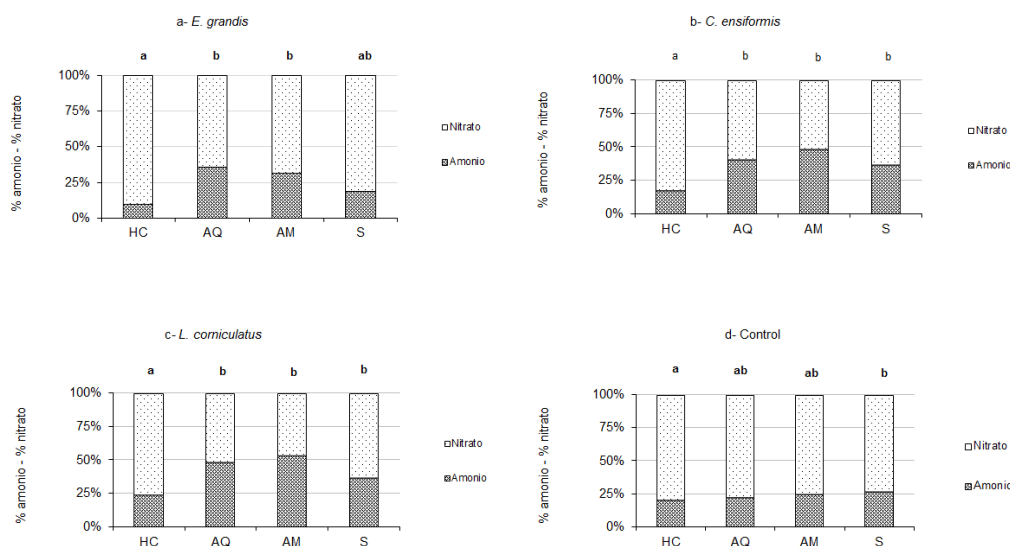 a- E. grandis
a b b ab
100%
75%
50%
25%
0%
HC AQ AM S
% amonio - % nitrato
Nitrato
Amonio
b- C. ensiformis
a b b b
100%
75%
50%
25%
0%
HC AQ AM S
% amonio - % nitrato
Nitrato
Amonio
c- L. corniculatus
a b b b
100%
75%
50%
25%
0%
HC AQ AM S
% amonio - % nitrato
Nitrato
Amonio
d- Control
a ab ab b
100%
75%
50%
25%
0%
HC AQ AM S
% amonio - % nitrato
Nitrato
Amonio